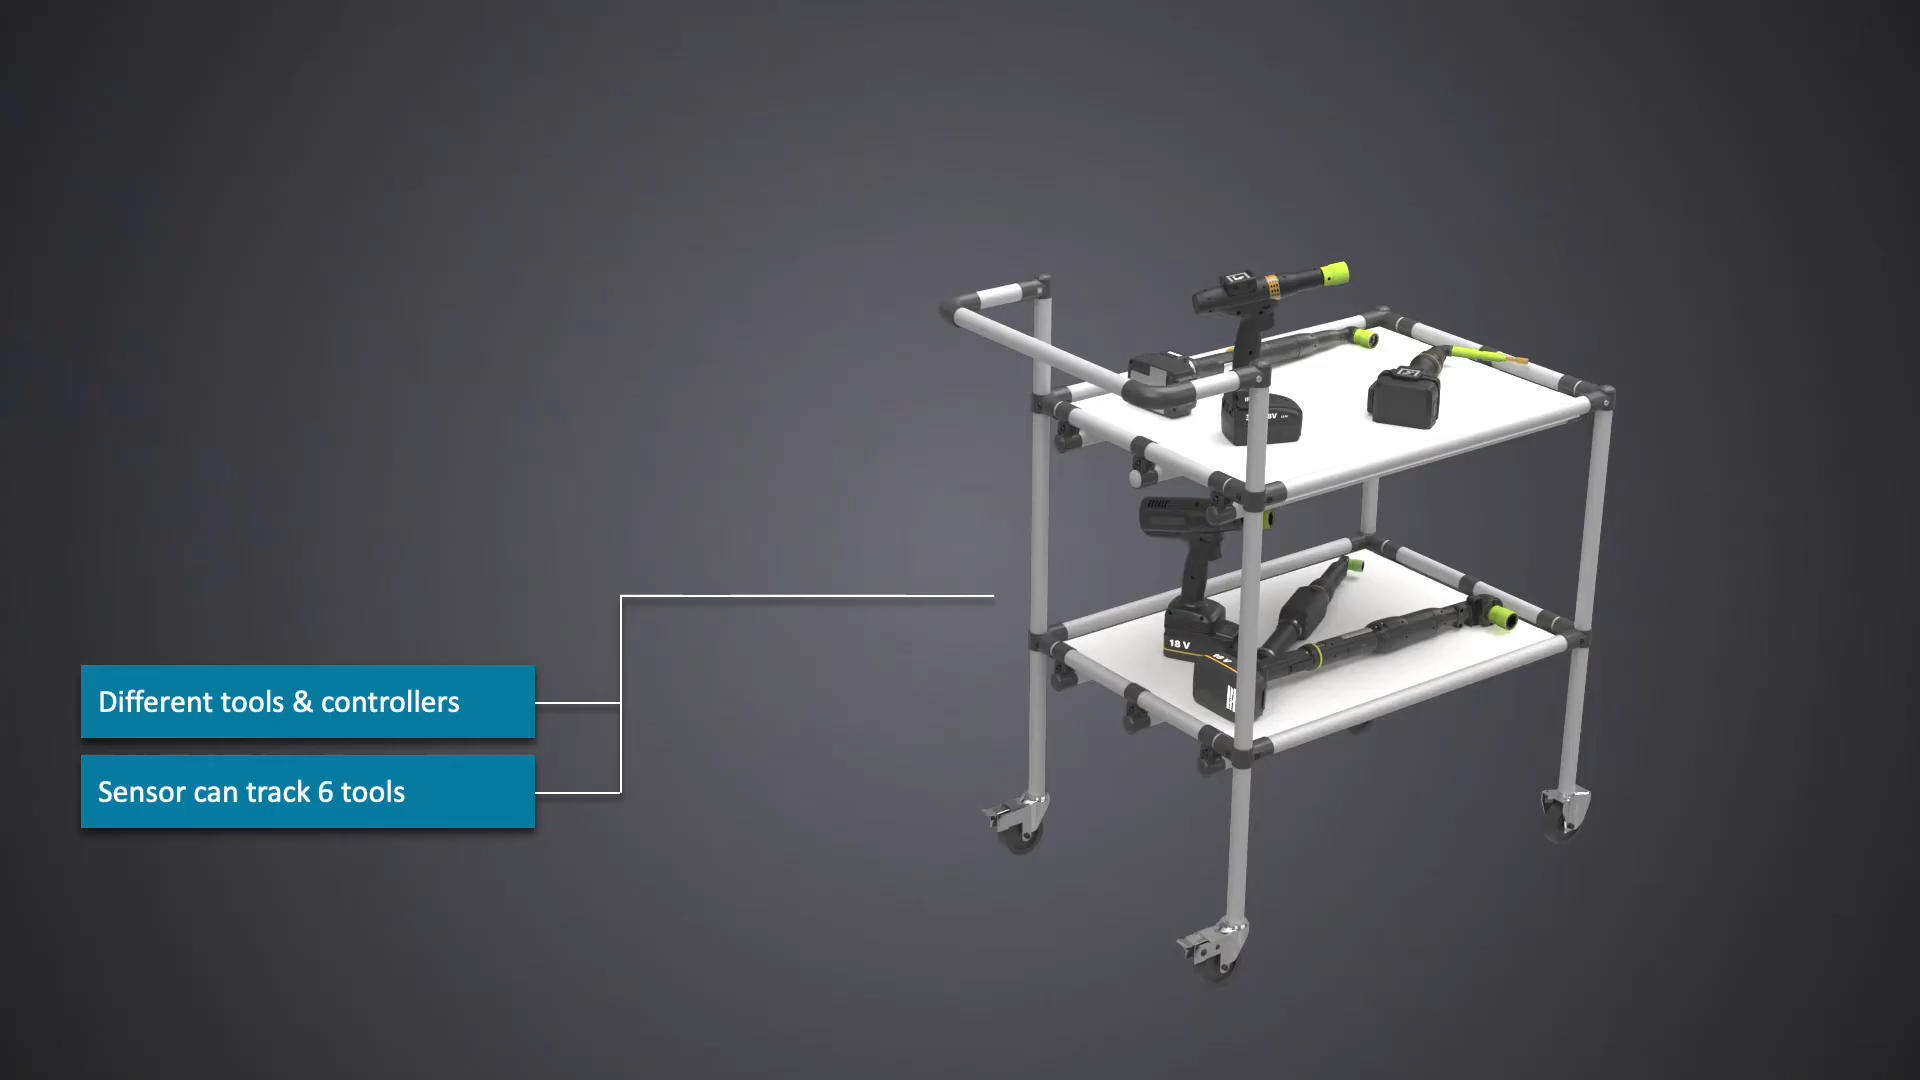 Different tools & controllers
Sensor can track 6 tools
18 V